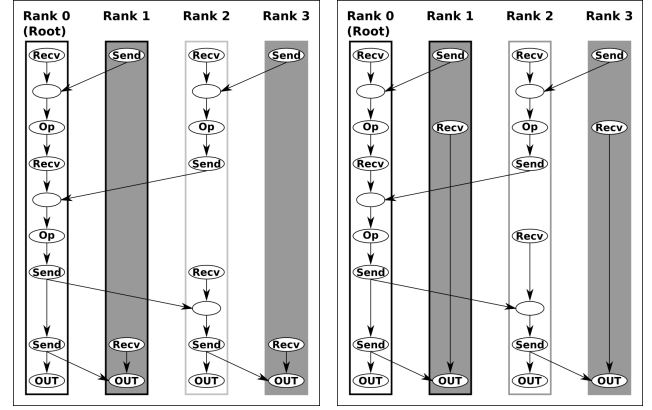 Rank 0 Rank 1 Rank 2 Rank 3
(Root)
Recv Send Recv Send
Op Op
Recv Send
Op
Send Recv
Send Recv Send Recv
OUT OUT OUT OUT
Rank 0 Rank 1 Rank 2 Rank 3
(Root)
Recv Send Recv Send
Op Recv Op Recv
Recv Send
Op Recv
Send
Send Send
OUT OUT OUT OUT